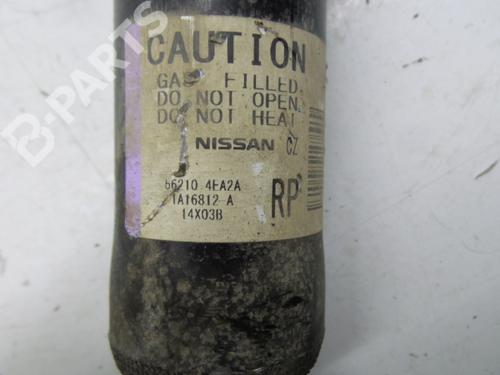 CAUTION
GAS FILLED.
DO NOT OPEN.
DO NOT HEAT.
NISSAN CZ
56210 4EA2A
1A16812-A RP
14X03B
B-PARTS